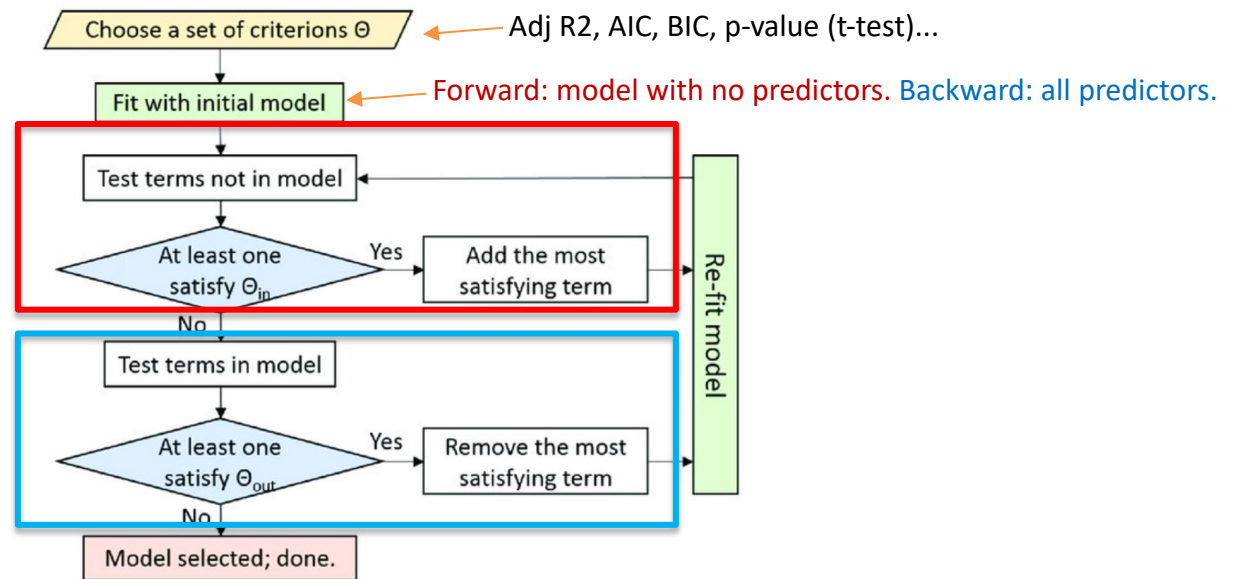 Choose a set of criterions Θ
Adj R2, AIC, BIC, p-value (t-test)...
Fit with initial model
Forward: model with no predictors. Backward: all predictors.
Test terms not in model
At least one
satisfy Θin
Yes
Add the most
satisfying term
Re-fit model
No
Test terms in model
At least one
satisfy Θout
Yes
Remove the most
satisfying term
No
Model selected; done.